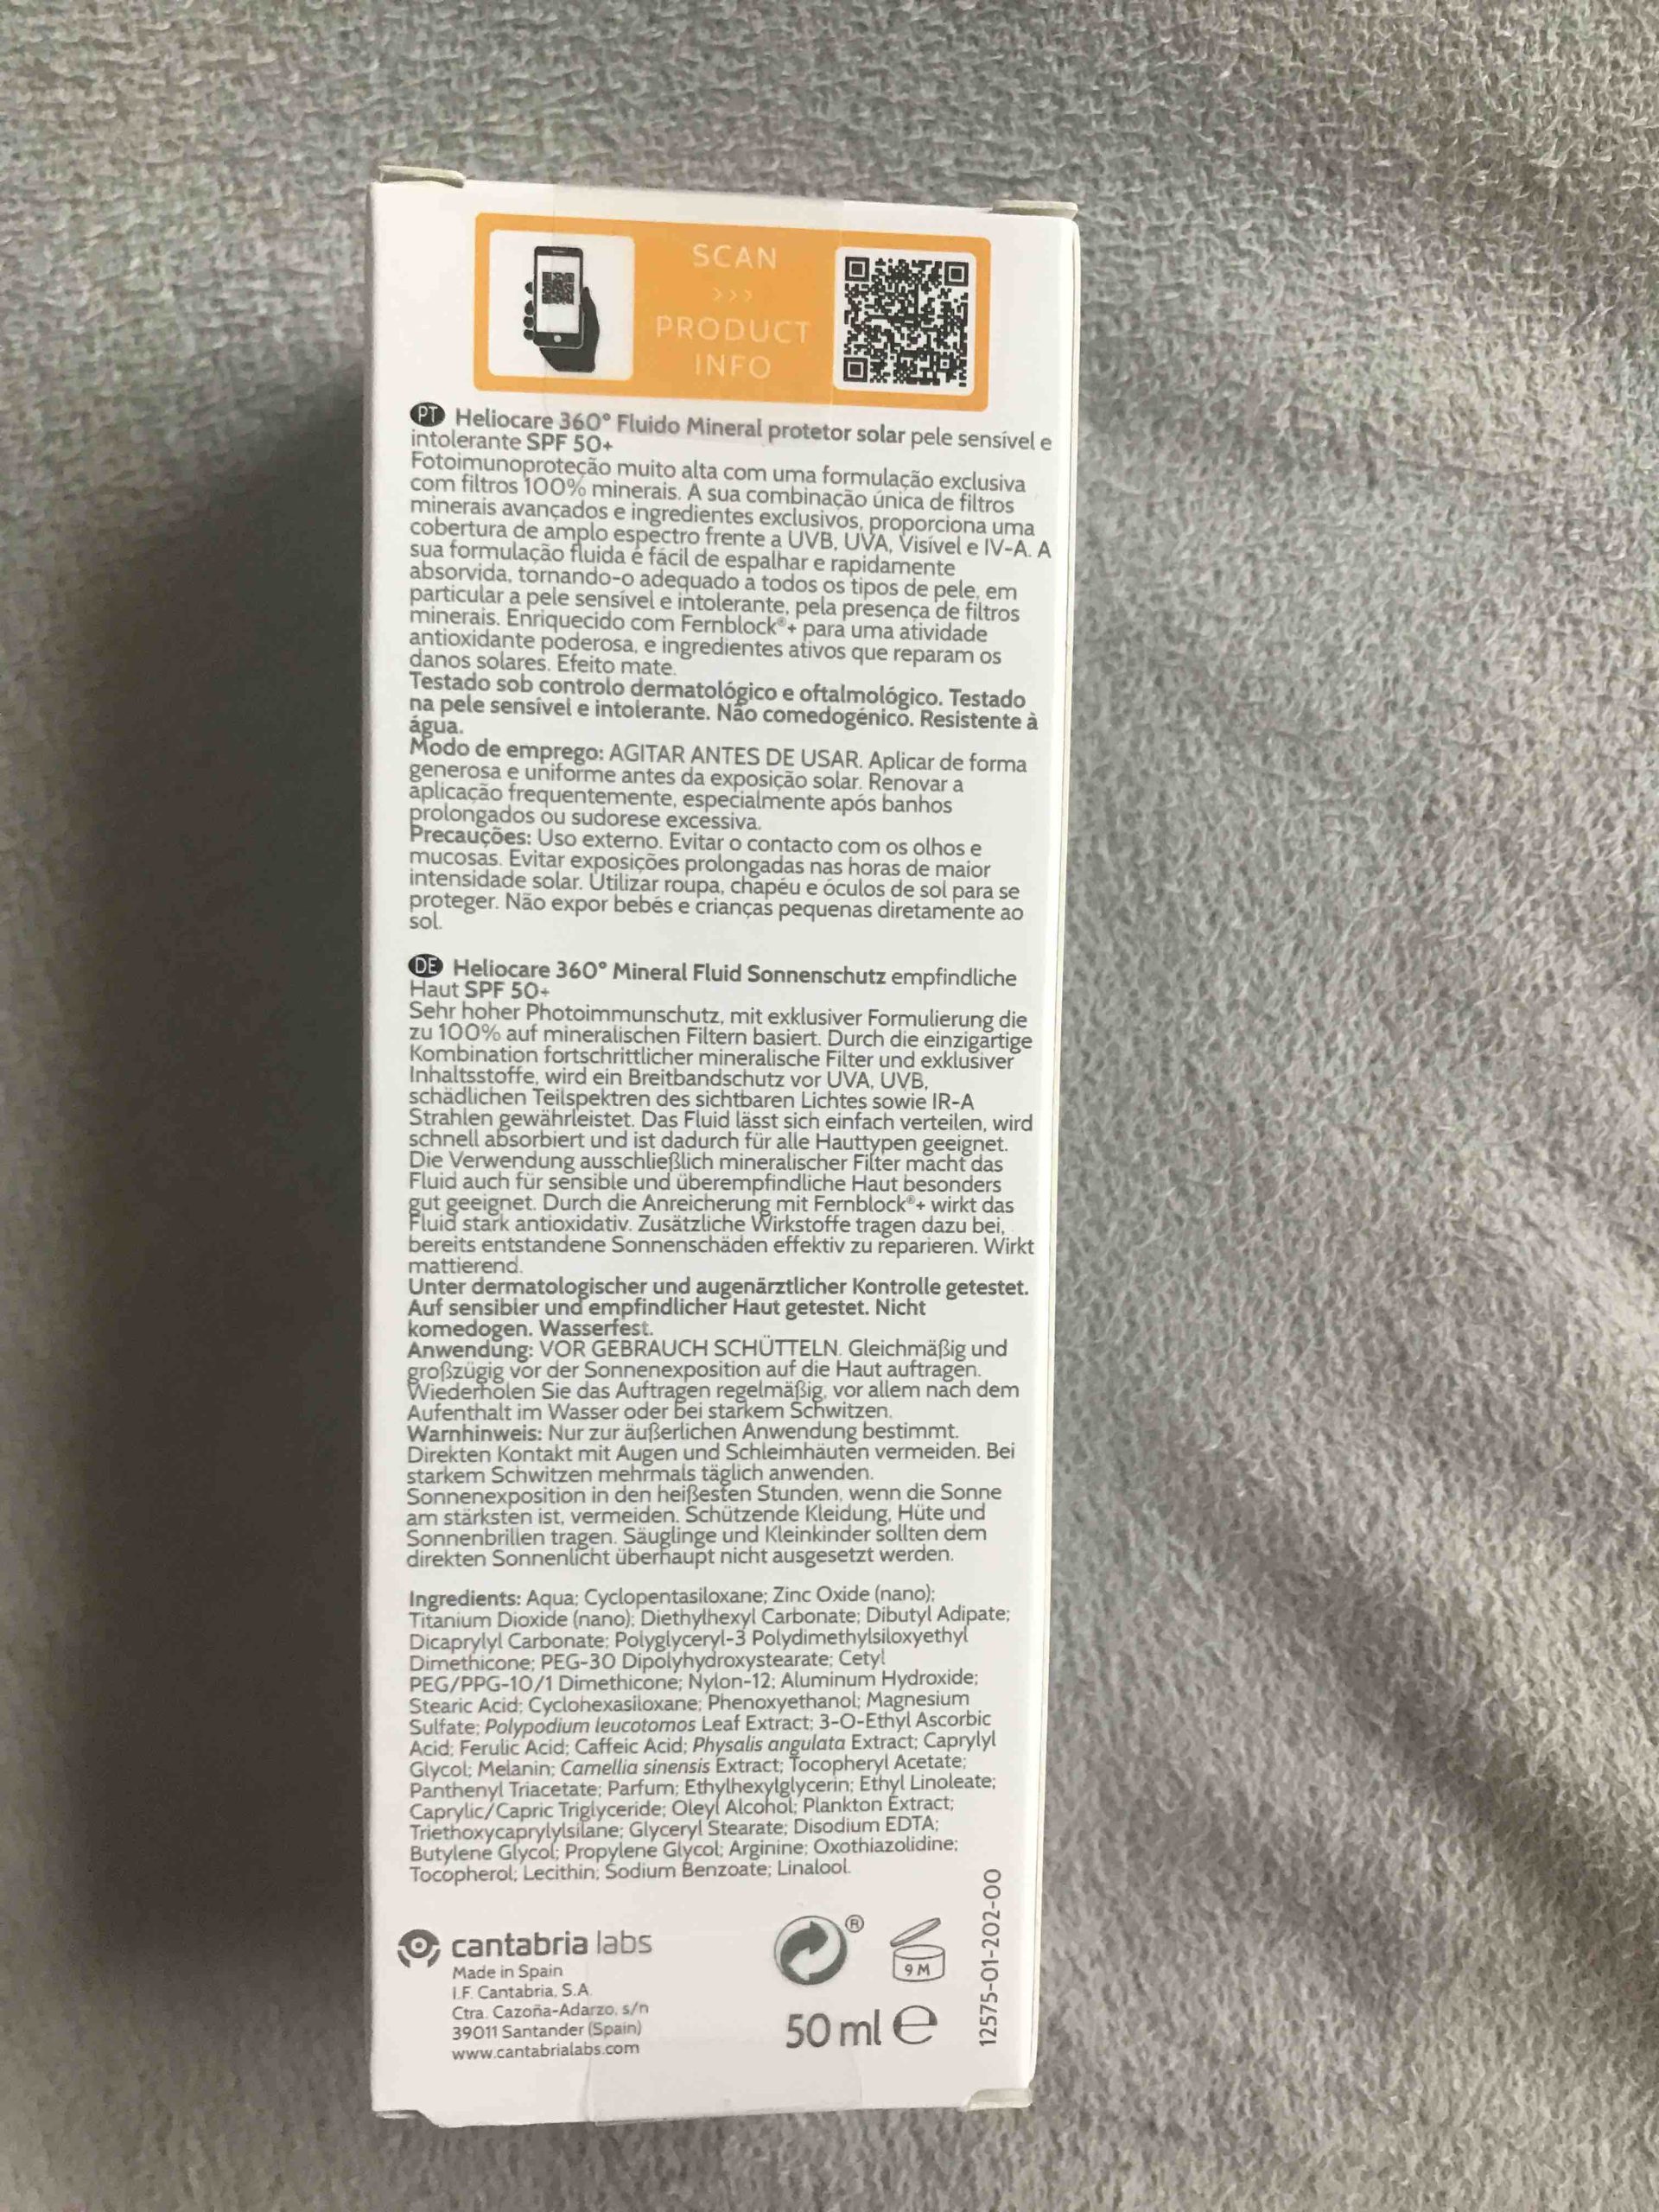 SCAN
>>>
PRODUCT
INFO
PT Heliocare 360° Fluido Mineral protetor solar pele sensível e
intolerante SPF 50+
Fotoimunoproteção muito alta com uma formulação exclusiva
com filtros 100% minerais. A sua combinação única de filtros
minerais avançados e ingredientes exclusivos, proporciona uma
cobertura de amplo espectro frente a UVB, UVA, Visível e IV-A. A
sua formulação fluida é fácil de espalhar e rapidamente
absorvida, tornando-o adequado a todos os tipos de pele, em
particular a pele sensível e intolerante, pela presença de filtros
minerais. Enriquecido com Fernblock®+ para uma atividade
antioxidante poderosa, e ingredientes ativos que reparam os
danos solares. Efeito mate.
Testado sob controlo dermatológico e oftalmológico. Testado
na pele sensível e intolerante. Não comedogénico. Resistente à
água.
Modo de emprego: AGITAR ANTES DE USAR. Aplicar de forma
generosa e uniforme antes da exposição solar. Renovar a
aplicação frequentemente, especialmente após banhos
prolongados ou sudorese excessiva.
Precauções: Uso externo. Evitar o contacto com os olhos e
mucosas. Evitar exposições prolongadas nas horas de maior
intensidade solar. Utilizar roupa, chapéu e óculos de sol para se
proteger. Não expor bebés e crianças pequenas diretamente ao
sol.
DE Heliocare 360° Mineral Fluid Sonnenschutz empfindliche
Haut SPF 50+
Sehr hoher Photoimmunschutz, mit exklusiver Formulierung die
zu 100% auf mineralischen Filtern basiert. Durch die einzigartige
Kombination fortschrittlicher mineralische Filter und exklusiver
Inhaltsstoffe, wird ein Breitbandschutz vor UVA, UVB,
schädlichen Teilspektren des sichtbaren Lichtes sowie IR-A
Strahlen gewährleistet. Das Fluid lässt sich einfach verteilen, wird
schnell absorbiert und ist dadurch für alle Hauttypen geeignet.
Die Verwendung ausschließlich mineralischer Filter macht das
Fluid auch für sensible und überempfindliche Haut besonders
gut geeignet. Durch die Anreicherung mit Fernblock®+ wirkt das
Fluid stark antioxidativ. Zusätzliche Wirkstoffe tragen dazu bei,
bereits entstandene Sonnenschäden effektiv zu reparieren. Wirkt
mattierend.
Unter dermatologischer und augenärztlicher Kontrolle getestet.
Auf sensibler und empfindlicher Haut getestet. Nicht
komedogen. Wasserfest.
Anwendung: VOR GEBRAUCH SCHÜTTELN. Gleichmäßig und
großzügig vor der Sonnenexposition auf die Haut auftragen.
Wiederholen Sie das Auftragen regelmäßig, vor allem nach dem
Aufenthalt im Wasser oder bei starkem Schwitzen.
Warnhinweis: Nur zur äußerlichen Anwendung bestimmt.
Direkten Kontakt mit Augen und Schleimhäuten vermeiden. Bei
starkem Schwitzen mehrmals täglich anwenden.
Sonnenexposition in den heißesten Stunden, wenn die Sonne
am stärksten ist, vermeiden. Schützende Kleidung, Hüte und
Sonnenbrillen tragen. Säuglinge und Kleinkinder sollten dem
direkten Sonnenlicht überhaupt nicht ausgesetzt werden.
Ingredients: Aqua; Cyclopentasiloxane; Zinc Oxide (nano);
Titanium Dioxide (nano); Diethylhexyl Carbonate; Dibutyl Adipate;
Dicaprylyl Carbonate; Polyglyceryl-3 Polydimethylsiloxyethyl
Dimethicone; PEG-30 Dipolyhydroxystearate; Cetyl
PEG/PPG-10/1 Dimethicone; Nylon-12; Aluminum Hydroxide;
Stearic Acid; Cyclohexasiloxane; Phenoxyethanol; Magnesium
Sulfate; Polypodium leucotomos Leaf Extract; 3-O-Ethyl Ascorbic
Acid; Ferulic Acid; Caffeic Acid; Physalis angulata Extract; Caprylyl
Glycol; Melanin; Camellia sinensis Extract; Tocopheryl Acetate;
Panthenyl Triacetate; Parfum; Ethylhexylglycerin; Ethyl Linoleate;
Caprylic/Capric Triglyceride; Oleyl Alcohol; Plankton Extract;
Triethoxycaprylylsilane; Glyceryl Stearate; Disodium EDTA;
Butylene Glycol; Propylene Glycol; Arginine; Oxothiazolidine;
Tocopherol; Lecithin; Sodium Benzoate; Linalool.
cantabria labs
Made in Spain
I.F. Cantabria, S.A.
Ctra. Cazoña-Adarzo, s/n
39011 Santander (Spain)
www.cantabrialabs.com
®
9 M
50 ml e
12575-01-202-00